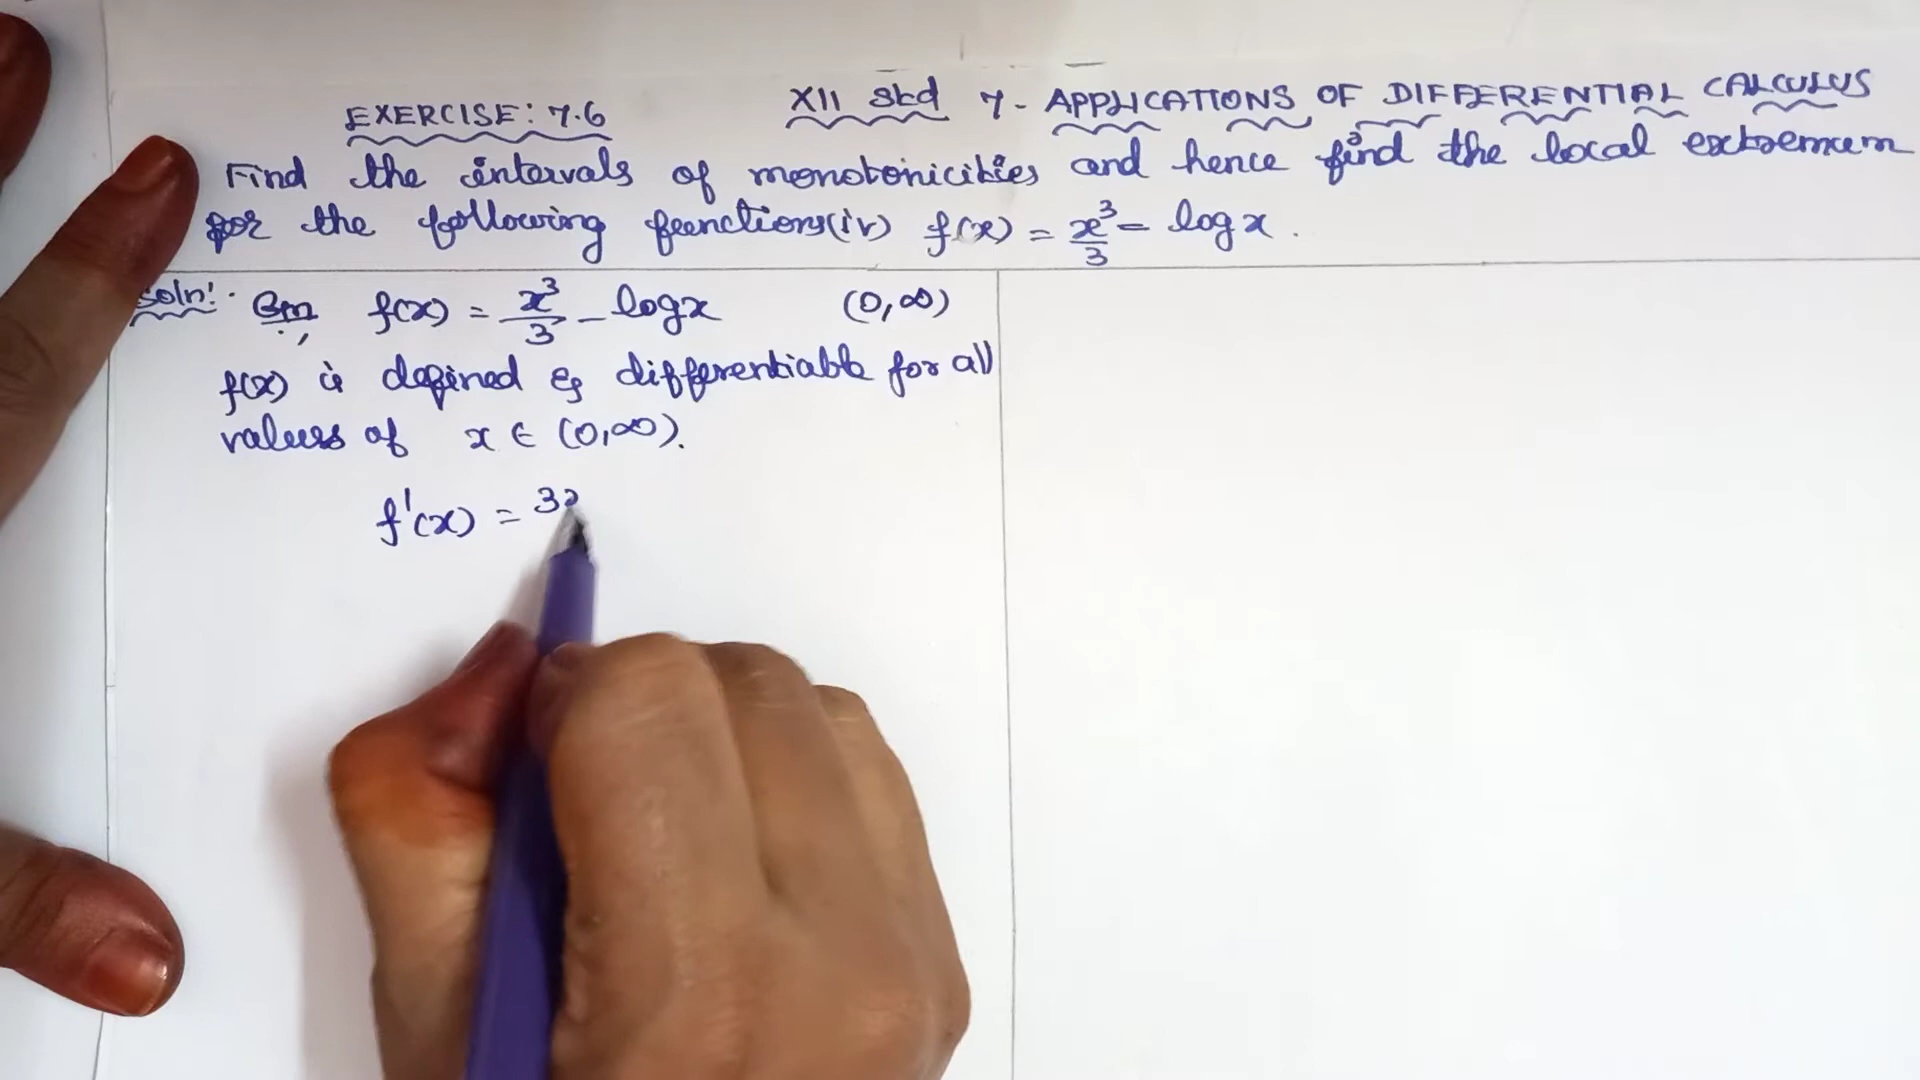 EXERCISE: 7.6 XII Std 7 - APPLICATIONS OF DIFFERENTIAL CALCULUS
Find the intervals of monotonicities and hence find the local extremum
for the following functions (iv) f(x) = x³/3 - log x .
Soln: Gn., f(x) = x³/3 - log x (0,∞)
f(x) is defined & differentiable for all
values of x ∈ (0,∞).
f'(x) = 3